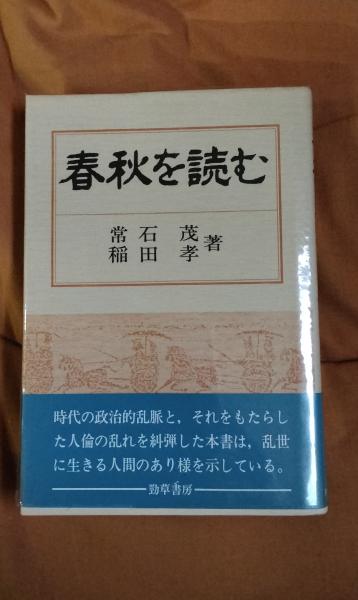 春秋を読む
常石茂
稲田孝
著
時代の政治的乱脈と，それをもたらし
た人倫の乱れを糾弾した本書は，乱世
に生きる人間のあり様を示している。
勁草書房